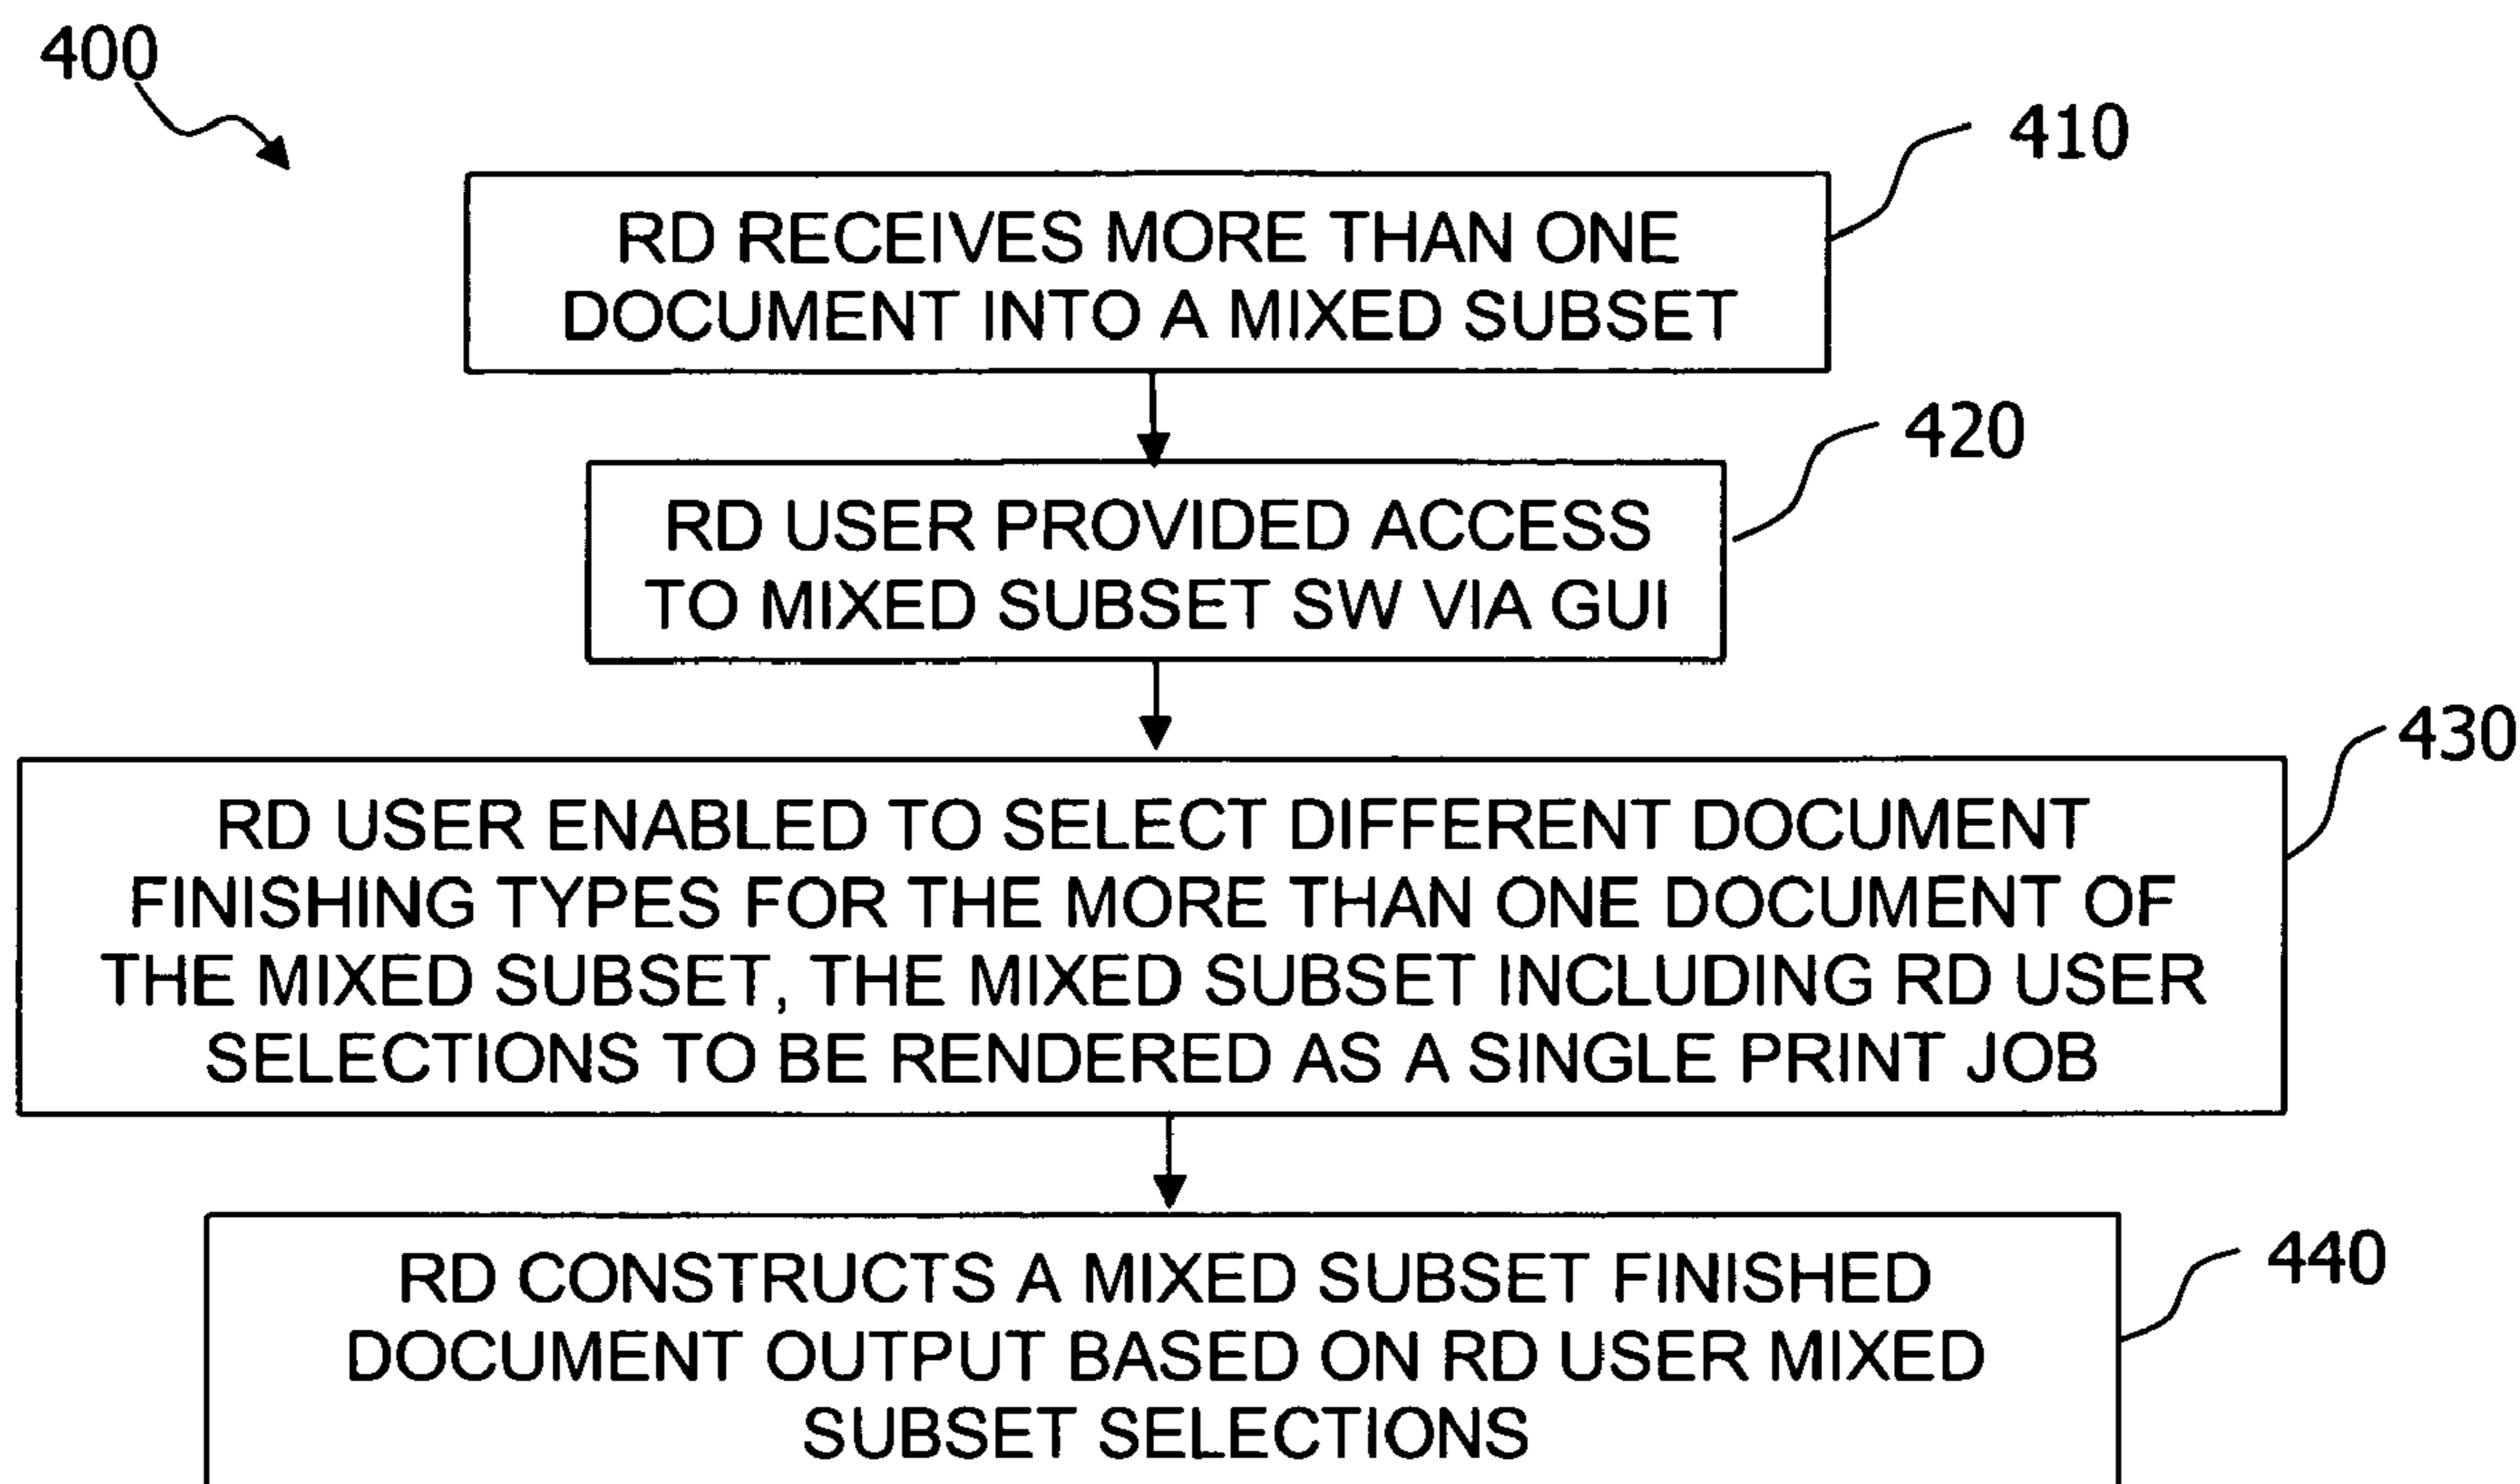 400
410
RD RECEIVES MORE THAN ONE
DOCUMENT INTO A MIXED SUBSET
420
RD USER PROVIDED ACCESS
TO MIXED SUBSET SW VIA GUI
430
RD USER ENABLED TO SELECT DIFFERENT DOCUMENT
FINISHING TYPES FOR THE MORE THAN ONE DOCUMENT OF
THE MIXED SUBSET, THE MIXED SUBSET INCLUDING RD USER
SELECTIONS TO BE RENDERED AS A SINGLE PRINT JOB
440
RD CONSTRUCTS A MIXED SUBSET FINISHED
DOCUMENT OUTPUT BASED ON RD USER MIXED
SUBSET SELECTIONS